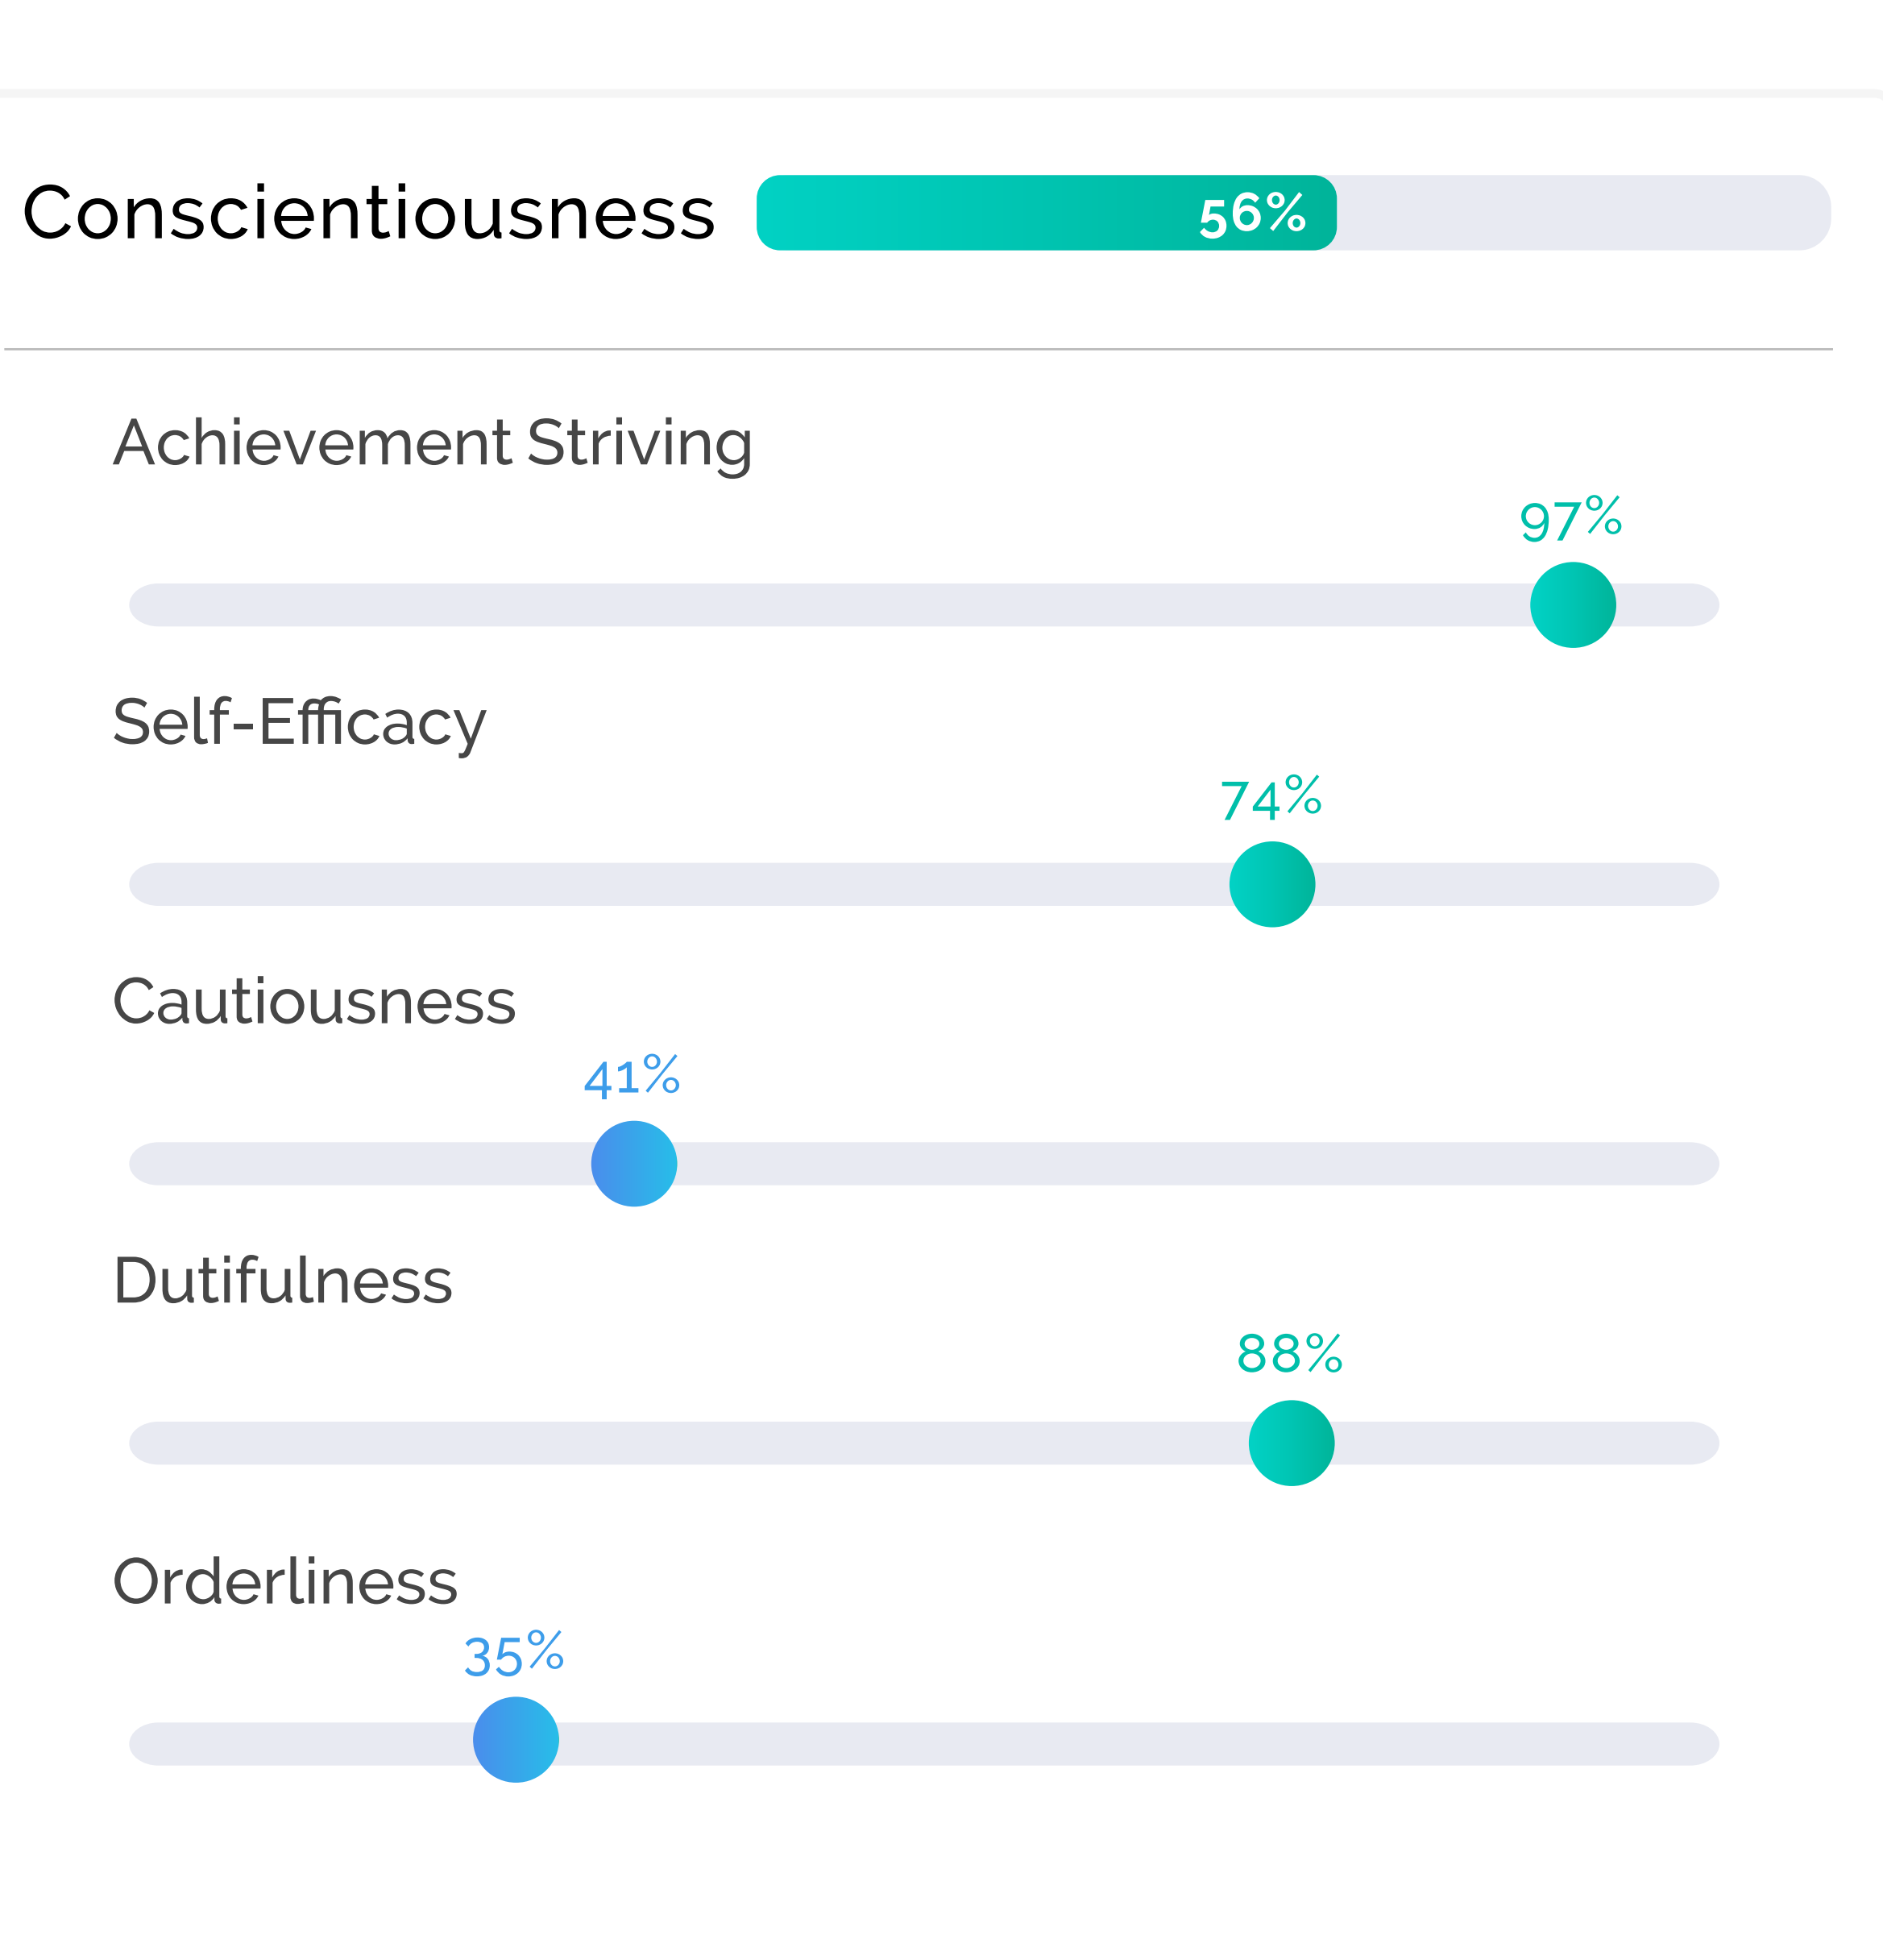 Conscientiousness 56%
Achievement Striving
97%
Self-Efficacy
74%
Cautiousness
41%
Dutifulness
88%
Orderliness
35%